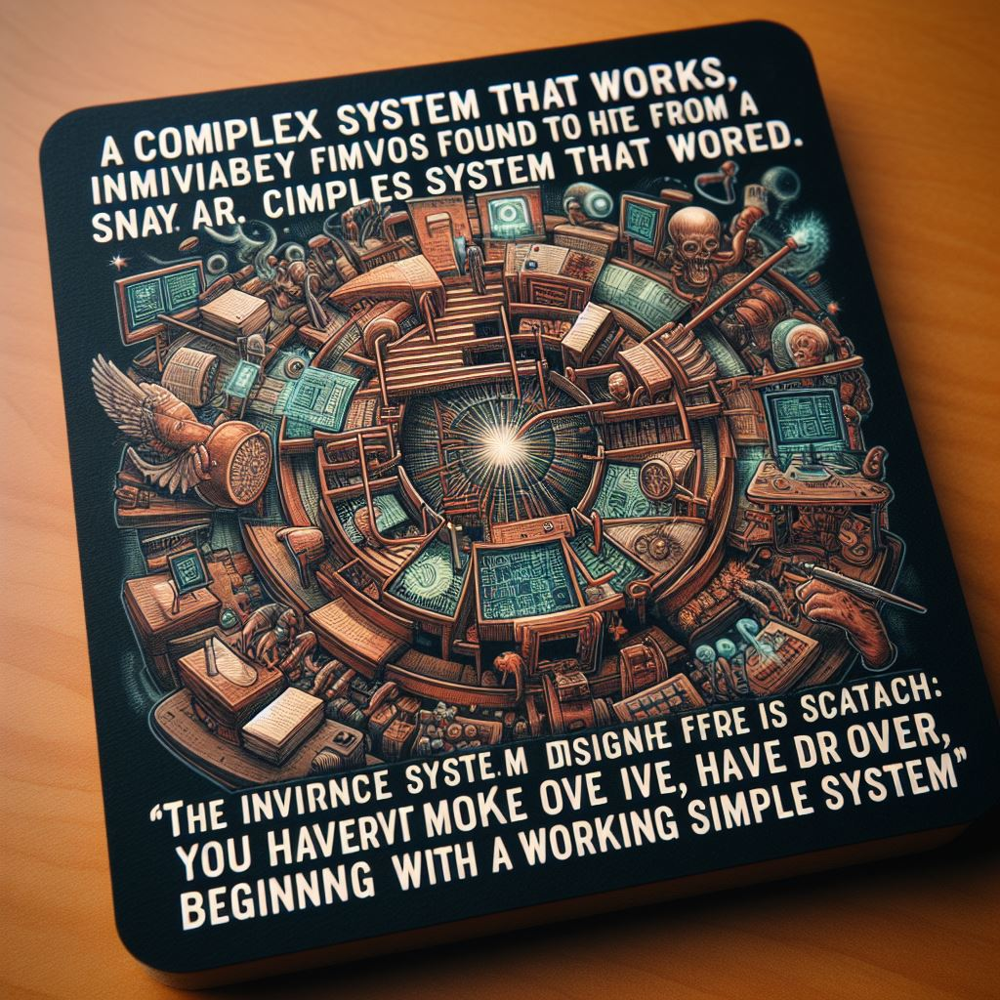 A COMIPLEX SYSTEM THAT WORKS,
INMIVIABEY FIMVOS FOUND TO HITE FROM A
SNAY. AR. CIMPLES SYSTEM THAT WORED.
“THE INVIRNCE SYSTE.M DISIGNHE FFRE IS SCATACH:
YOU HAVERVT MOKE OVE IVE, HAVE DR OVER,
BEGINNNG WITH A WORKING SIMPLE SYSTEM”